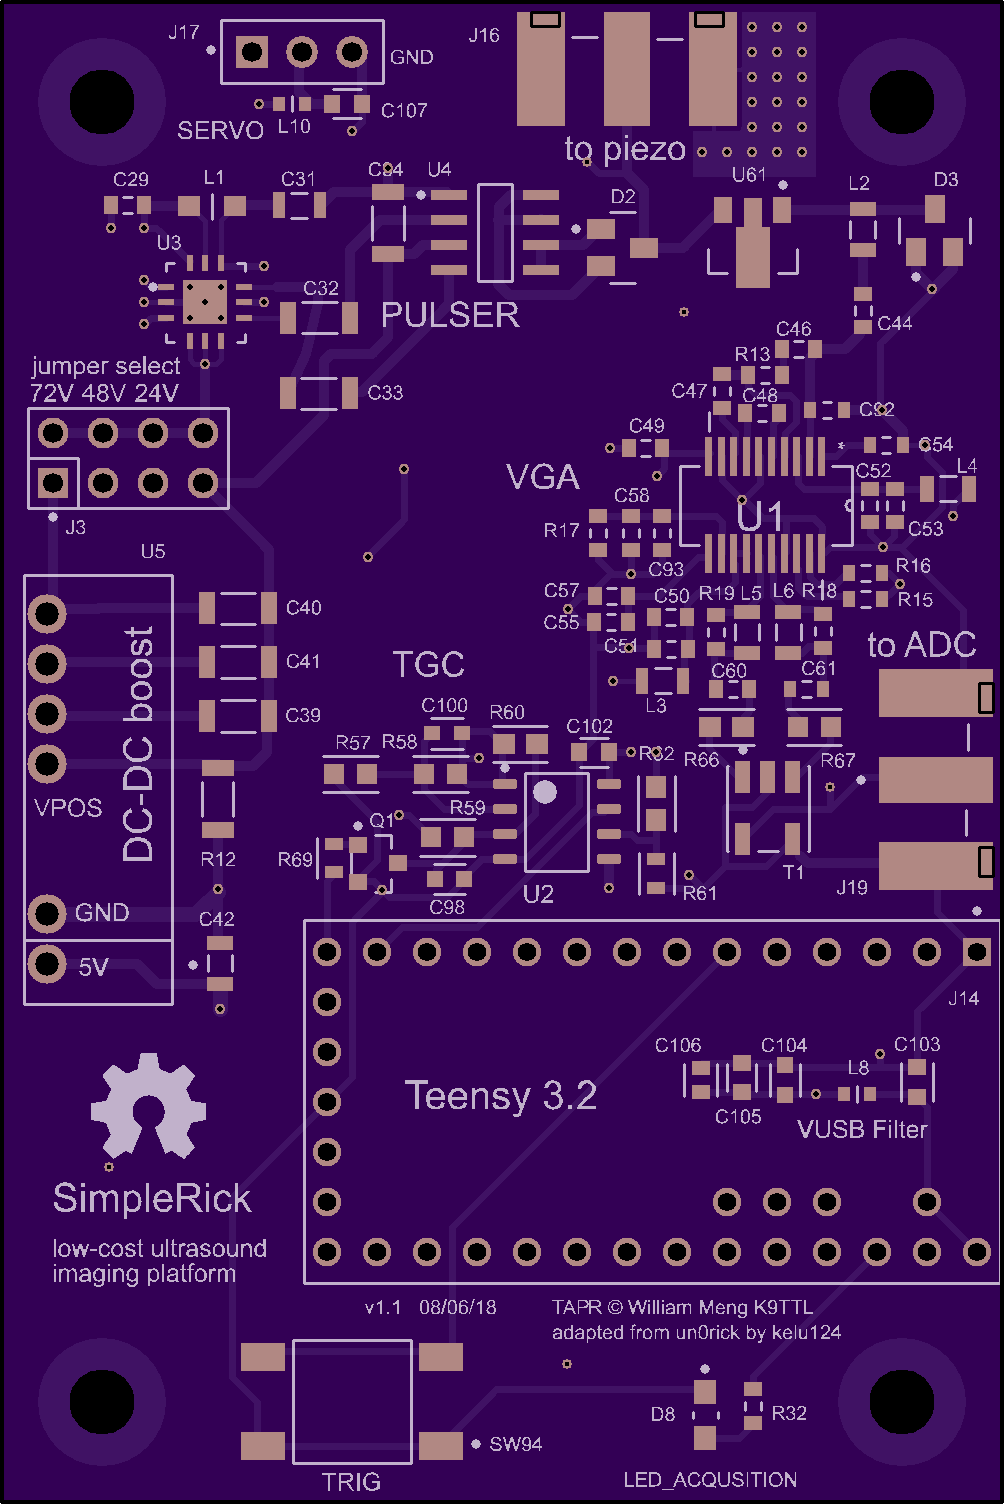 J17
GND
J16
L10
C107
SERVO
to piezo
C94
U4
U61
C29
L1
C31
D2
L2
D3
U3
C32
PULSER
C44
C46
jumper select
72V 48V 24V
R13
C33
C47
C48
C92
C49
C54
VGA
C52
L4
C58
U1
R17
J3
C53
U5
C93
R16
C57
R19 L5 L6 R18
R15
C40
C50
C55
DC-DC boost
C51
to ADC
TGC
C41
C60
C61
C39
C100
R60
L3
R57
R58
C102
R62
R66
R67
VPOS
R59
Q1
R12
R69
T1
U2
J19
R61
C98
GND
C42
5V
J14
C106
C104
C103
L8
Teensy 3.2
C105
VUSB Filter
SimpleRick
low-cost ultrasound
imaging platform
v1.1 08/06/18
TAPR © William Meng K9TTL
adapted from un0rick by kelu124
D8
R32
SW94
TRIG
LED_ACQUSITION